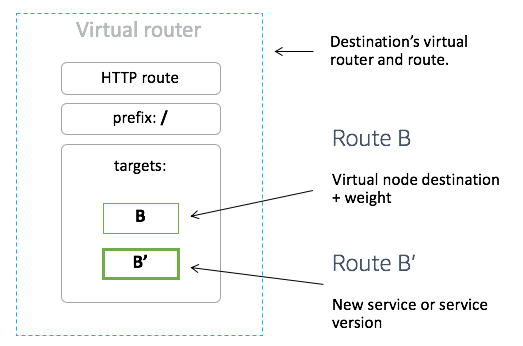 Virtual router
HTTP route
prefix: /
targets:
B
B’
Destination’s virtual
router and route.
Route B
Virtual node destination
+ weight
Route B’
New service or service
version